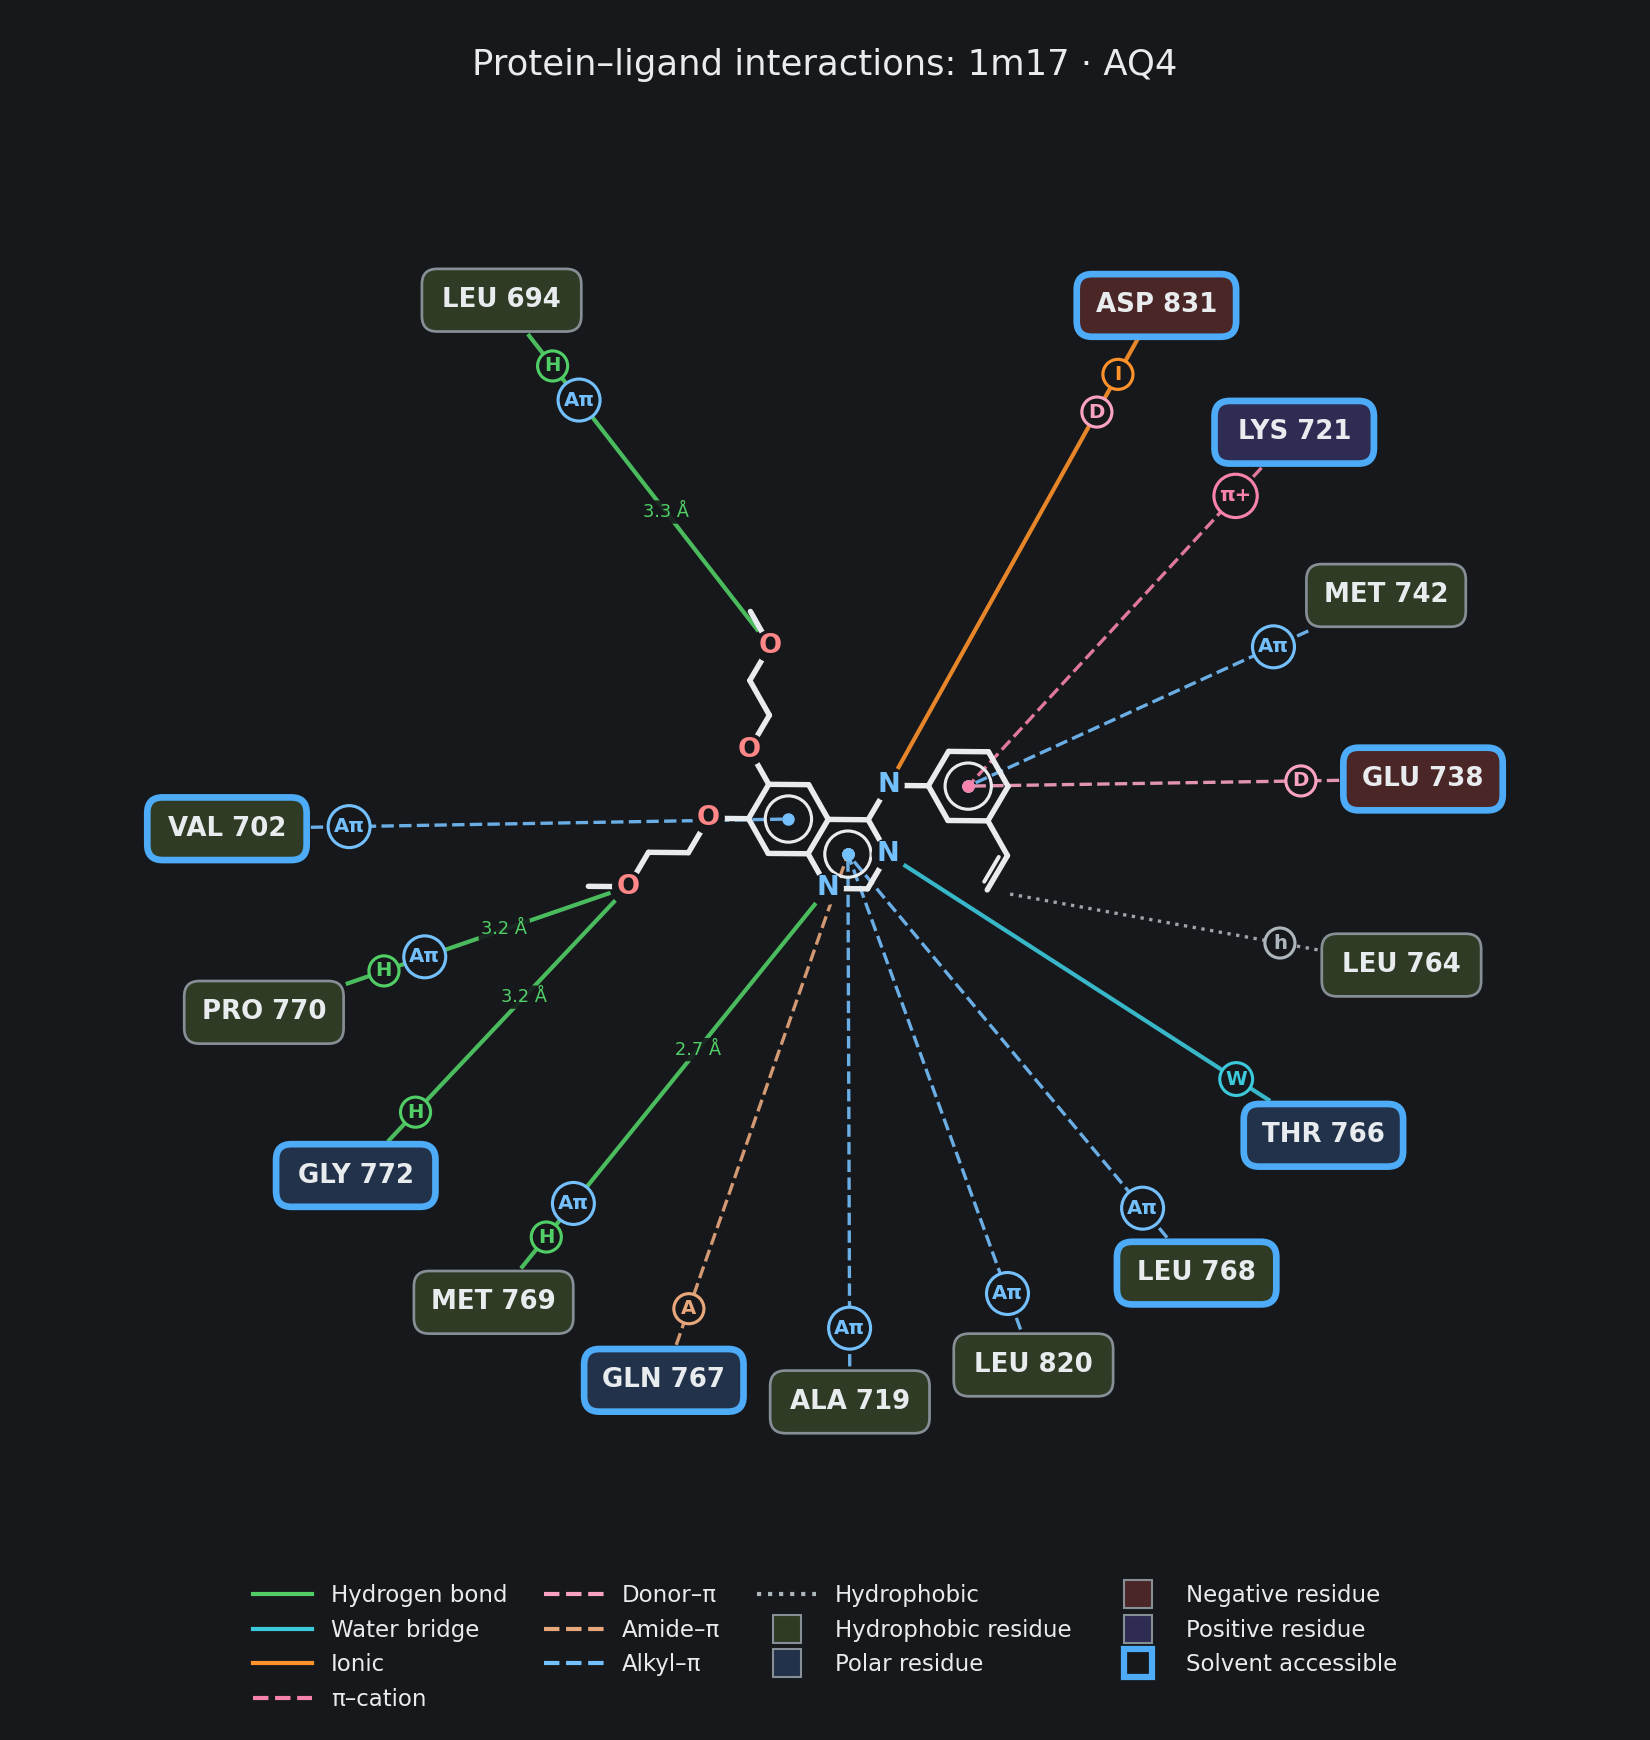 Protein–ligand interactions: 1m17 · AQ4
LEU 694
ASP 831
H
I
Aπ
D
LYS 721
π+
3.3 Å
MET 742
Aπ
O
O
N
GLU 738
D
VAL 702
Aπ
O
N
O
N
3.2 Å
h
LEU 764
Aπ
H
PRO 770
3.2 Å
2.7 Å
W
H
THR 766
GLY 772
Aπ
Aπ
H
LEU 768
MET 769
Aπ
A
Aπ
LEU 820
GLN 767
ALA 719
Hydrogen bond
Water bridge
Ionic
π–cation
Donor–π
Amide–π
Alkyl–π
Hydrophobic
Hydrophobic residue
Polar residue
Negative residue
Positive residue
Solvent accessible